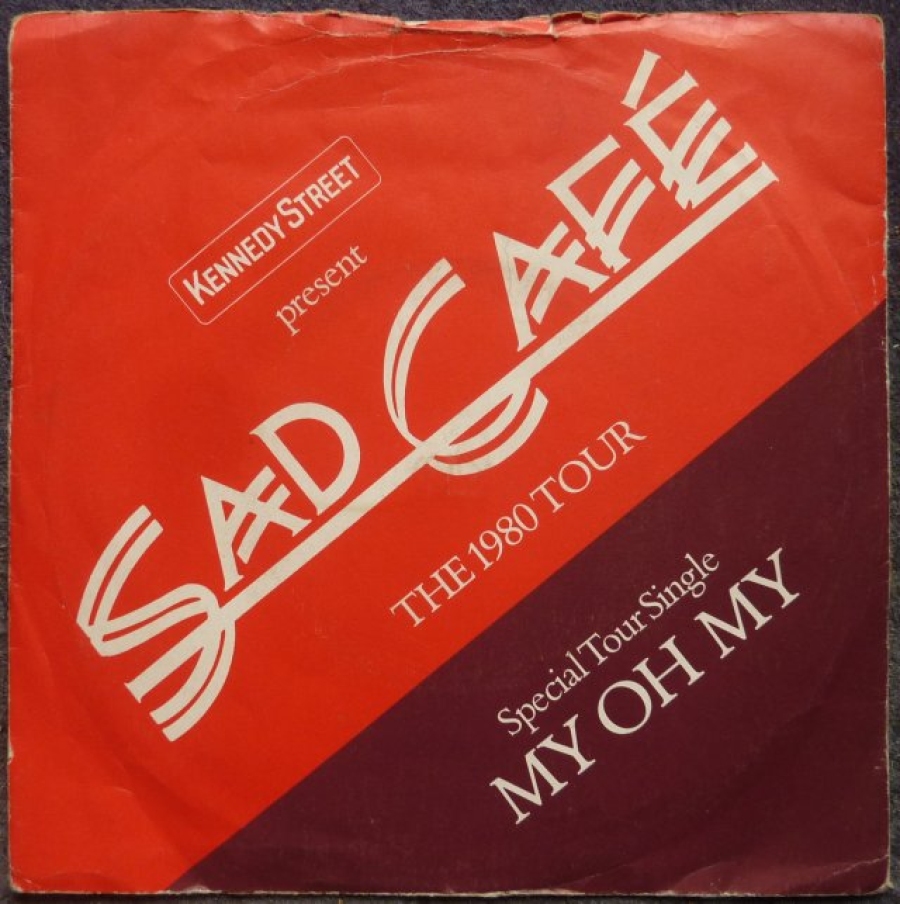 KENNEDY STREET
present
SAD CAFÉ
THE 1980 TOUR
Special Tour Single
MY OH MY